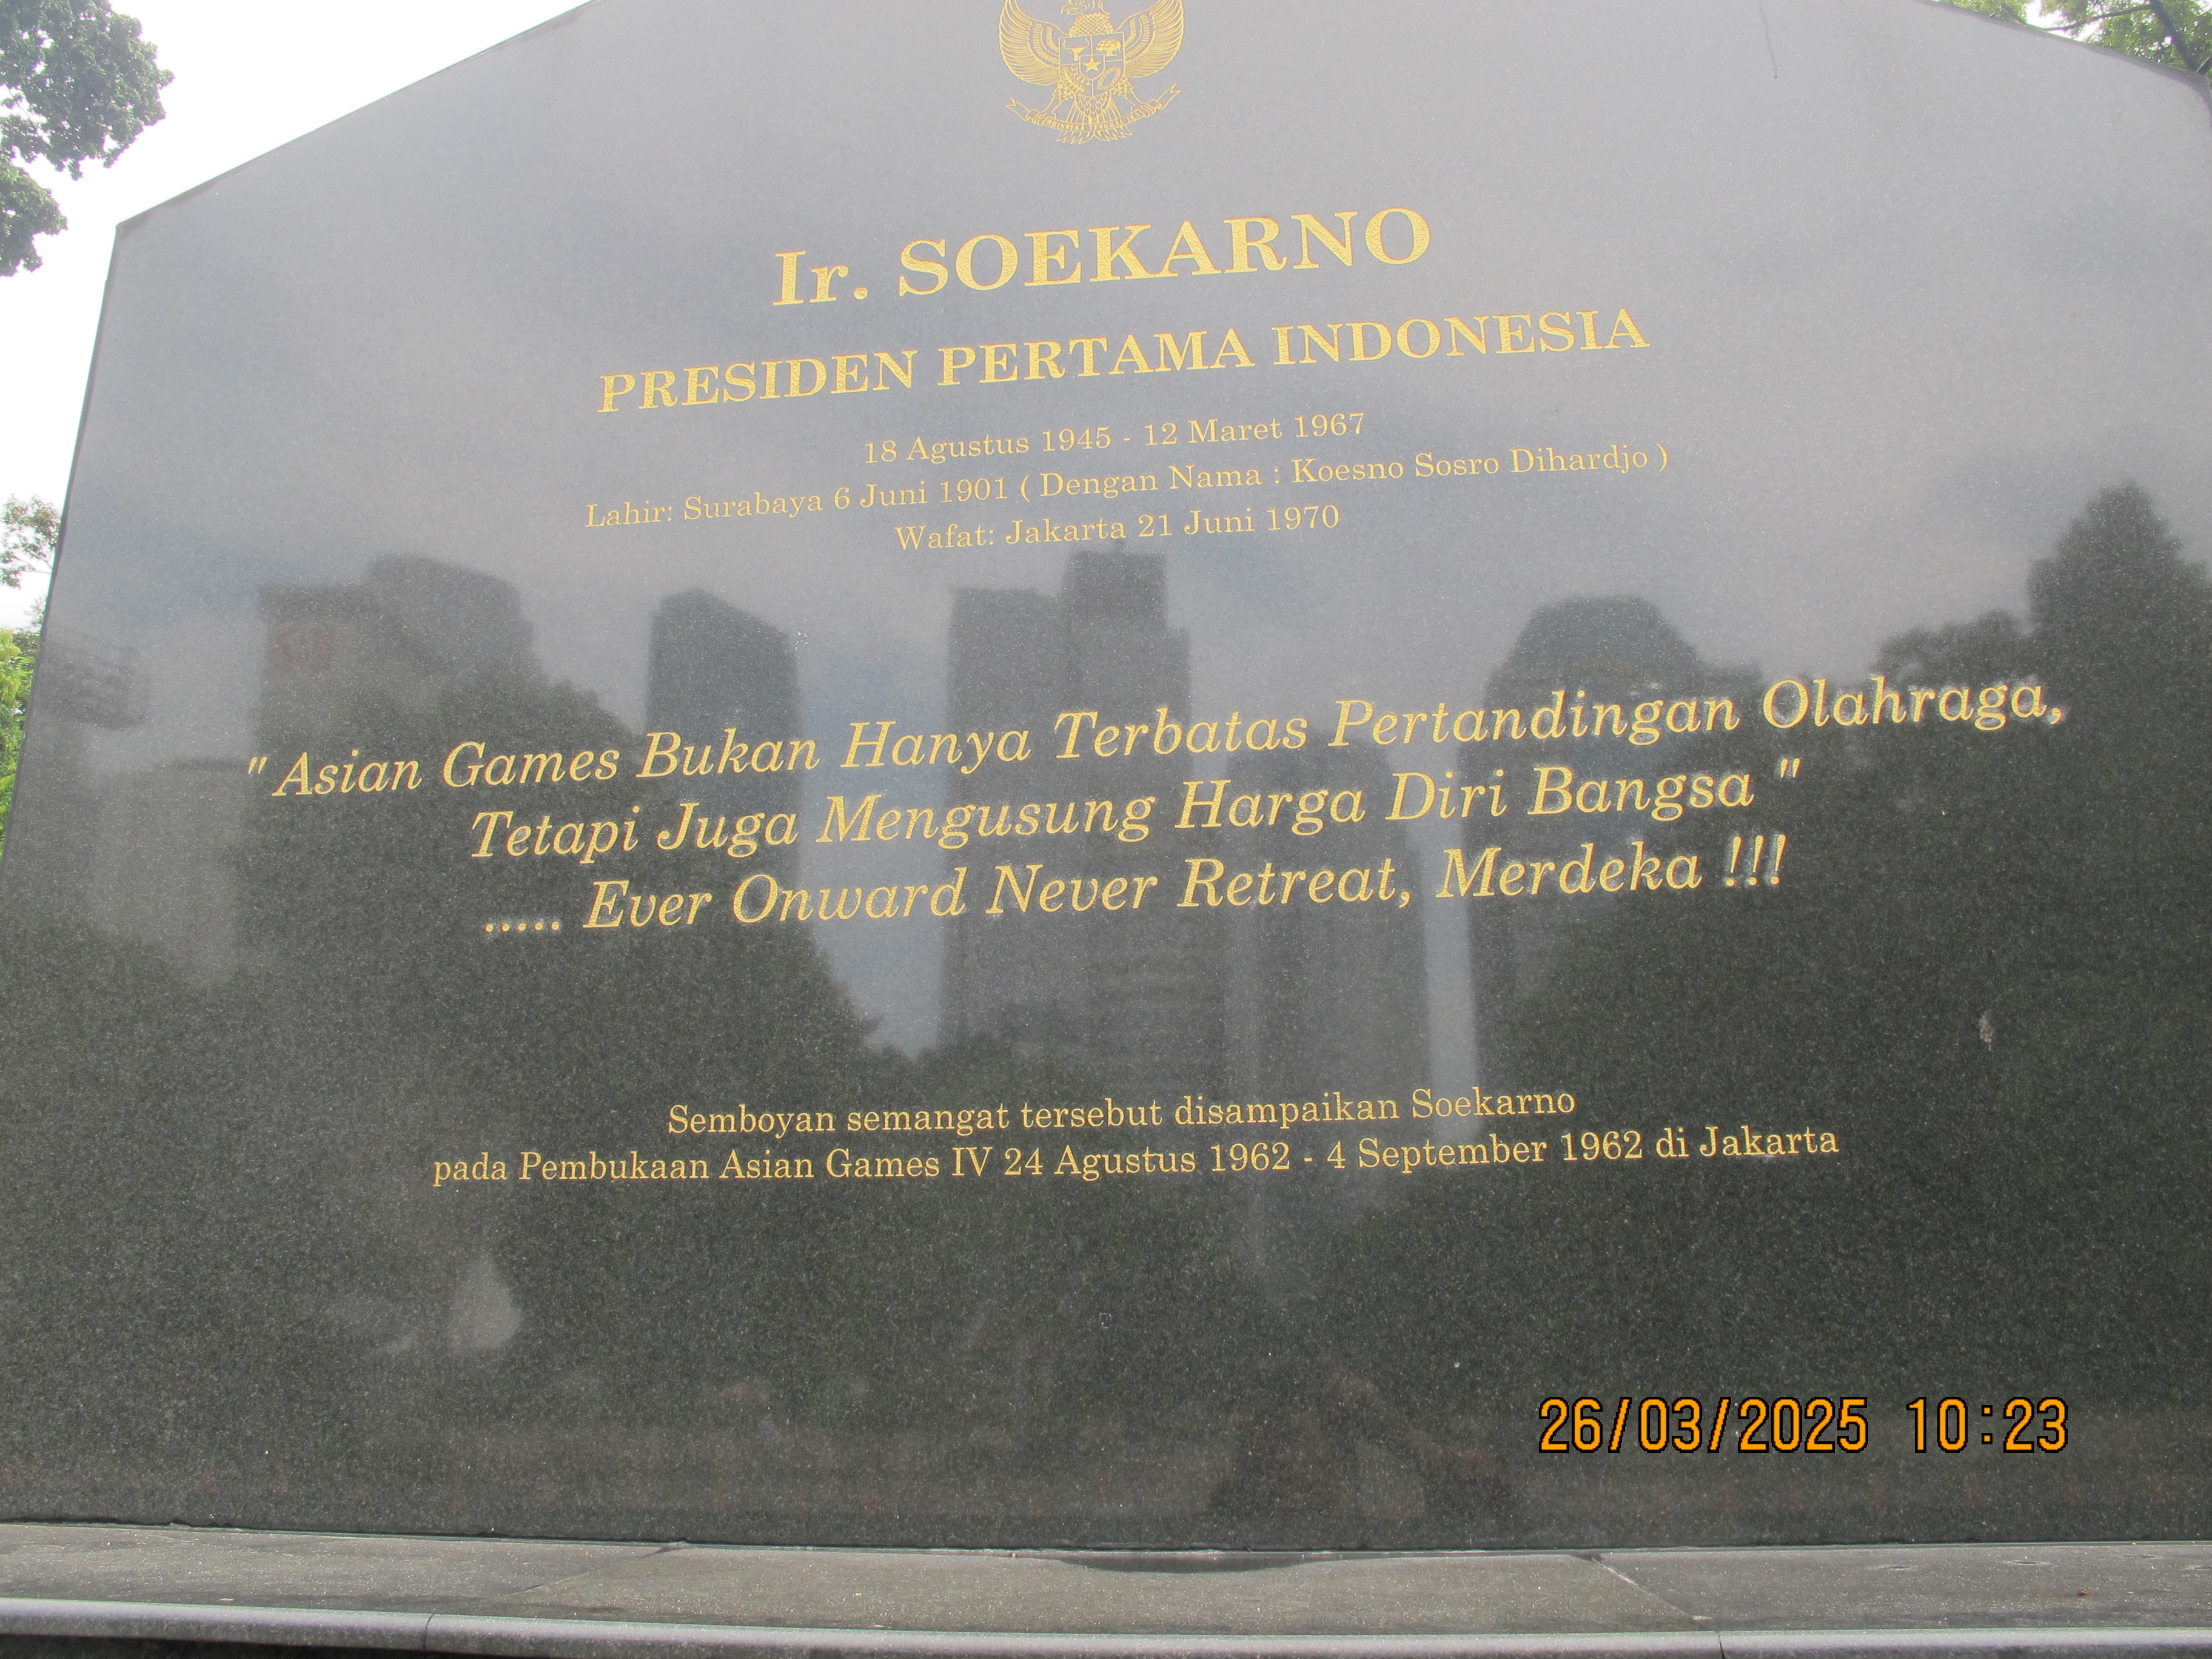 Ir. SOEKARNO
PRESIDEN PERTAMA INDONESIA
18 Agustus 1945 - 12 Maret 1967
Lahir: Surabaya 6 Juni 1901 ( Dengan Nama : Koesno Sosro Dihardjo )
Wafat: Jakarta 21 Juni 1970
" Asian Games Bukan Hanya Terbatas Pertandingan Olahraga,
Tetapi Juga Mengusung Harga Diri Bangsa "
..... Ever Onward Never Retreat, Merdeka !!!
Semboyan semangat tersebut disampaikan Soekarno
pada Pembukaan Asian Games IV 24 Agustus 1962 - 4 September 1962 di Jakarta
26/03/2025 10:23